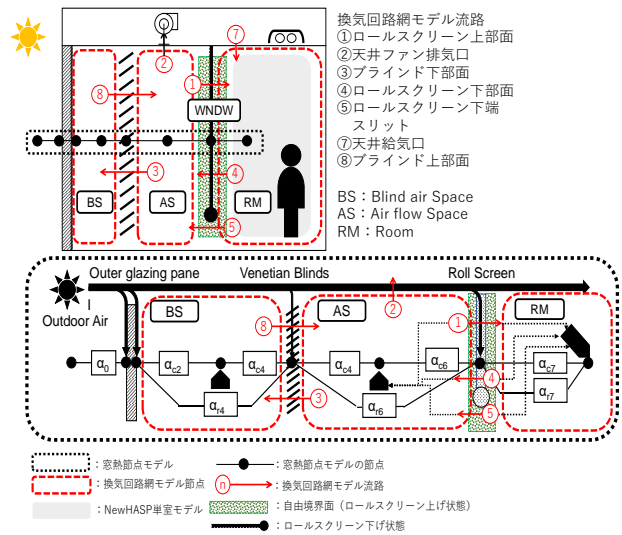 換気回路網モデル流路
①ロールスクリーン上部面
②天井ファン排気口
③ブラインド下部面
④ロールスクリーン下部面
⑤ロールスクリーン下端
スリット
⑦天井給気口
⑧ブラインド上部面
BS：Blind air Space
AS：Air flow Space
RM：Room
⑦
②
①
⑧
WNDW
③
④
BS
AS
RM
⑤
Outer glazing pane
Venetian Blinds
Roll Screen
Outdoor Air
BS
AS
RM
②
⑧
①
α0
αc2
αc4
αc4
αc6
αc7
④
αr4
③
αr6
⑤
αr7
：窓熱節点モデル
：窓熱節点モデルの節点
：換気回路網モデル節点
n
：換気回路網モデル流路
：NewHASP単室モデル
：自由境界面（ロールスクリーン上げ状態）
：ロールスクリーン下げ状態